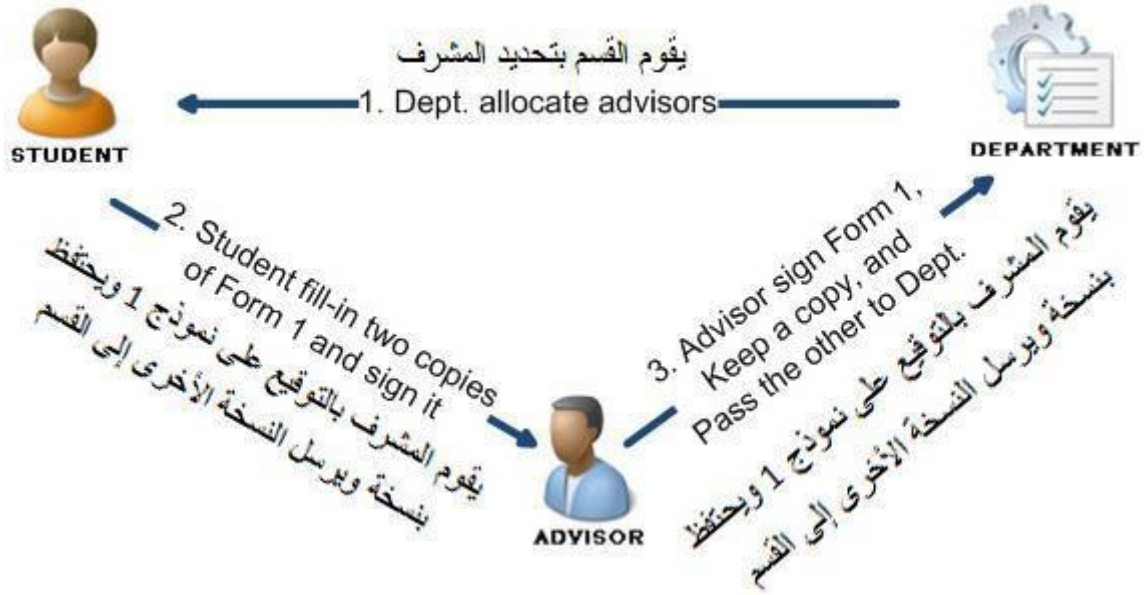 يقوم القسم بتحديد المشرف
1. Dept. allocate advisors
STUDENT
DEPARTMENT
2. Student fill-in two copies
of Form 1 and sign it
يقوم المشرف بالتوقيع على نموذج 1 ويحتفظ
بنسخة ويرسل النسخة الأخرى إلى القسم
3. Advisor sign Form 1,
Keep a copy, and
Pass the other to Dept.
يقوم المشرف بالتوقيع على نموذج 1 ويحتفظ
بنسخة ويرسل النسخة الأخرى إلى القسم
ADVISOR